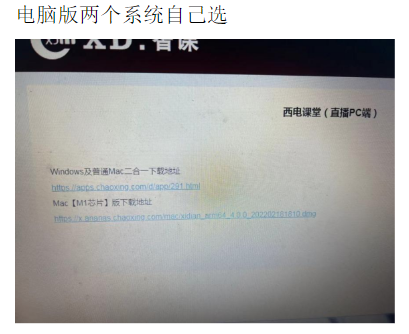 电脑版两个系统自己选
XD.智课
西电课堂（直播PC端）
Windows及普通Mac二合一下载地址
https://apps.chaoxing.com/d/app/291.html
Mac【M1芯片】版下载地址